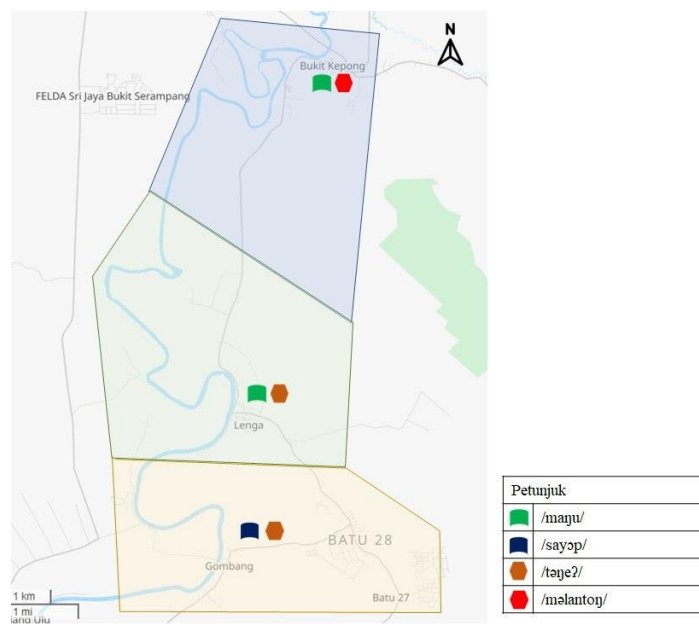 N
Bukit Kepong
FELDA Sri Jaya Bukit Serampang
Lenga
BATU 28
Gombang
Batu 27
1 km
1 mi
Ulu
Petunjuk
/maŋu/
/sayɔp/
/təŋeʔ/
/məlantoŋ/